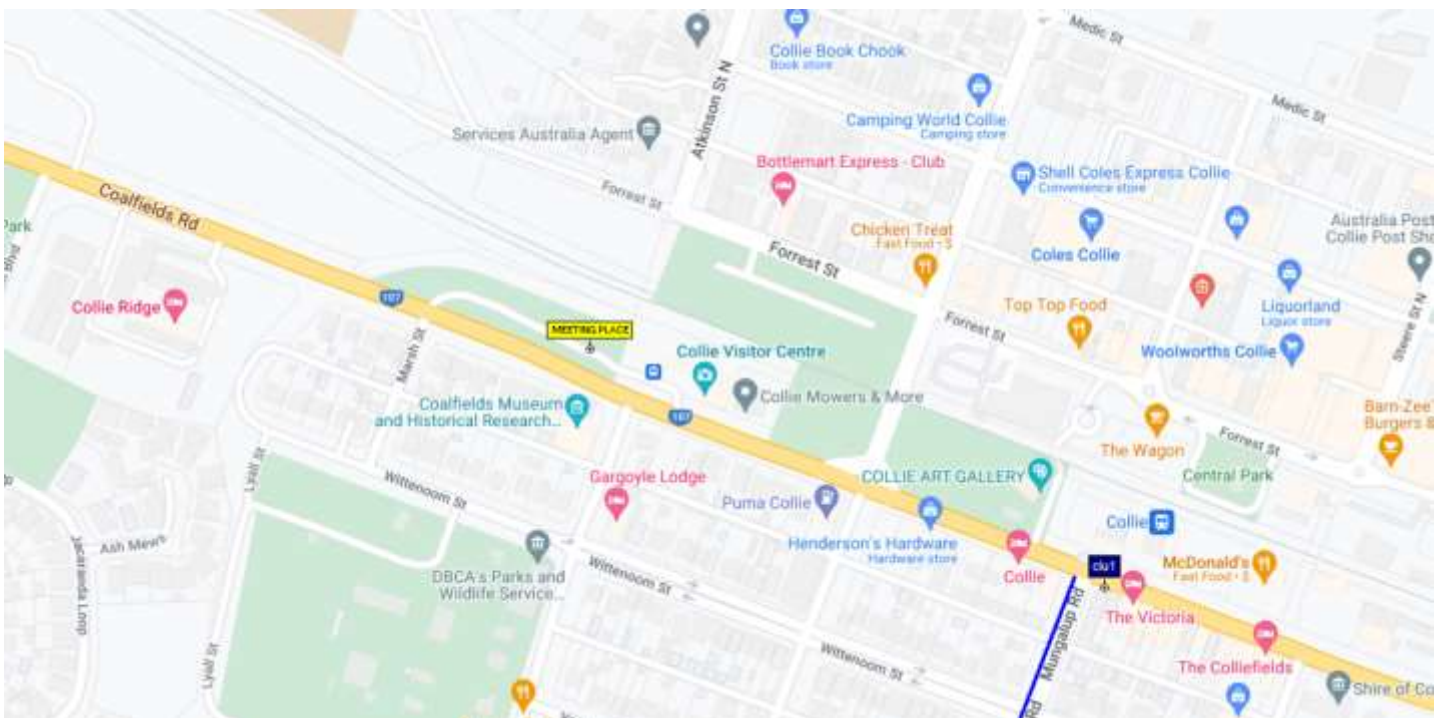 Medic St
Collie Book Chook
Book store
Atkinson St N
Medic St
Camping World Collie
Camping store
Services Australia Agent
Bottlemart Express - Club
Shell Coles Express Collie
Convenience store
Coalfields Rd
Forrest St
Park
Australia Post
Collie Post Sho
Chicken Treat
Fast Food • $
Forrest St
Coles Collie
Blvd
107
Collie Ridge
Top Top Food
Liquorland
Liquor store
MEETING PLACE
Forrest St
Steere St N
Marsh St
Collie Visitor Centre
Woolworths Collie
Collie Mowers & More
Coalfields Museum
and Historical Research...
107
Barn-Zee'
Burgers &
Forrest St
The Wagon
Lyall St
Wittenoom St
Gargoyle Lodge
COLLIE ART GALLERY
Central Park
Puma Collie
Collie
Ash Mews
Henderson's Hardware
Hardware store
DBCA's Parks and
Wildlife Service...
Wittenoom St
Collie
clu1
McDonald's
Fast Food • $
Jacaranda Loop
The Victoria
Mungalup Rd
Lyall St
Wittenoom St
The Colliefields
Shire of Co
Rd